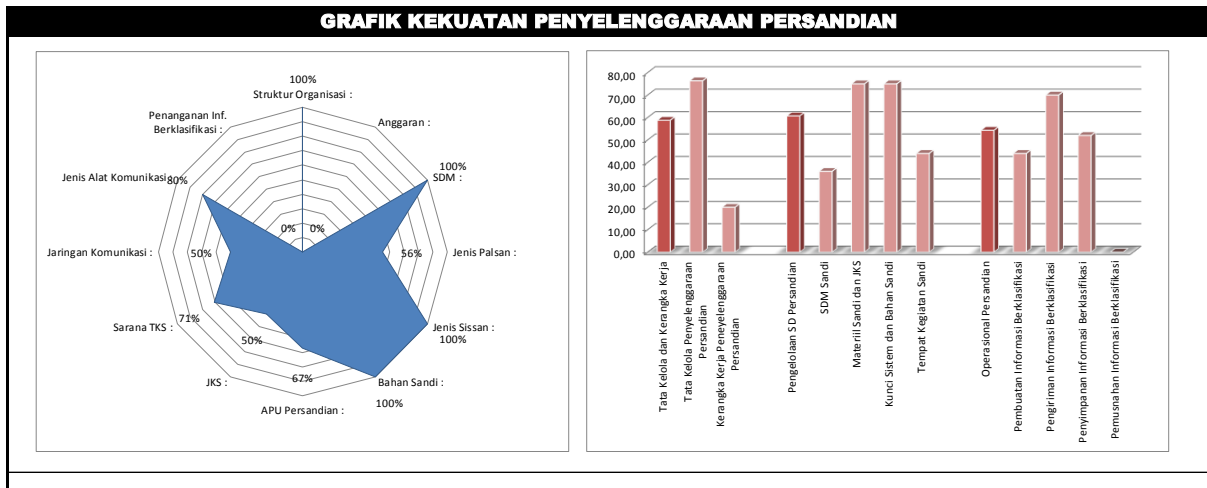 GRAFIK KEKUATAN PENYELENGGARAAN PERSANDIAN
100%
Struktur Organisasi :
Anggaran :
100%
SDM :
56%
Jenis Palsan :
Jenis Sissan :
100%
Bahan Sandi :
100%
67%
APU Persandian :
50%
JKS :
71%
Sarana TKS :
50%
Jaringan Komunikasi :
80%
Jenis Alat Komunikasi :
Penanganan Inf.
Berklasifikasi :
0%
0%
80,00
70,00
60,00
50,00
40,00
30,00
20,00
10,00
0,00
Tata Kelola dan Kerangka Kerja
Tata Kelola Penyelenggaraan
Persandian
Kerangka Kerja Peneyelenggaraan
Persandian
Pengelolaan SD Persandian
SDM Sandi
Materiil Sandi dan JKS
Kunci Sistem dan Bahan Sandi
Tempat Kegiatan Sandi
Operasional Persandian
Pembuatan Informasi Berklasifikasi
Pengiriman Informasi Berklasifikasi
Penyimpanan Informasi Berklasifikasi
Pemusnahan Informasi Berklasifikasi